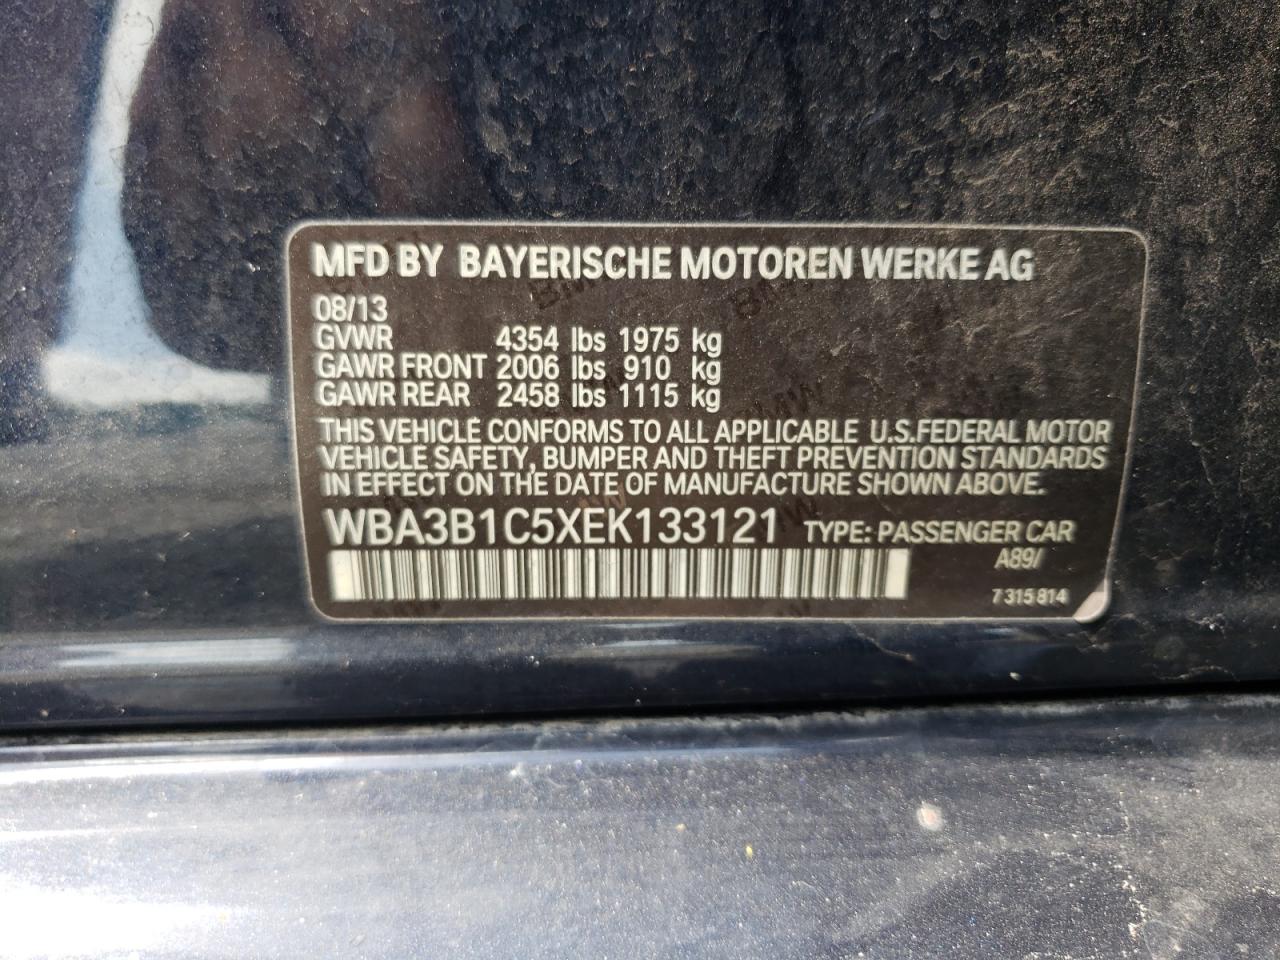 MFD BY BAYERISCHE MOTOREN WERKE AG
08/13
GVWR 4354 lbs 1975 kg
GAWR FRONT 2006 lbs 910 kg
GAWR REAR 2458 lbs 1115 kg
THIS VEHICLE CONFORMS TO ALL APPLICABLE U.S.FEDERAL MOTOR
VEHICLE SAFETY, BUMPER AND THEFT PREVENTION STANDARDS
IN EFFECT ON THE DATE OF MANUFACTURE SHOWN ABOVE.
WBA3B1C5XEK133121 TYPE: PASSENGER CAR
A89/
7 315 814